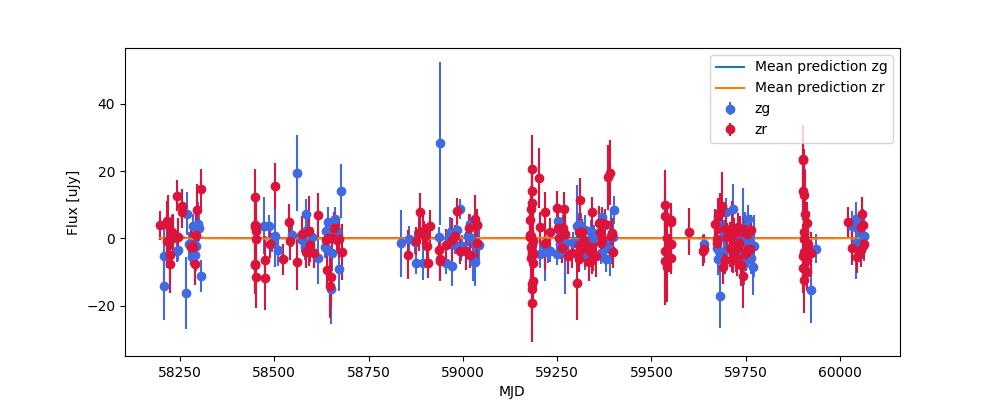 Mean prediction zg
Mean prediction zr
zg
zr
Flux [uJy]
40
20
0
−20
58250 58500 58750 59000 59250 59500 59750 60000
MJD